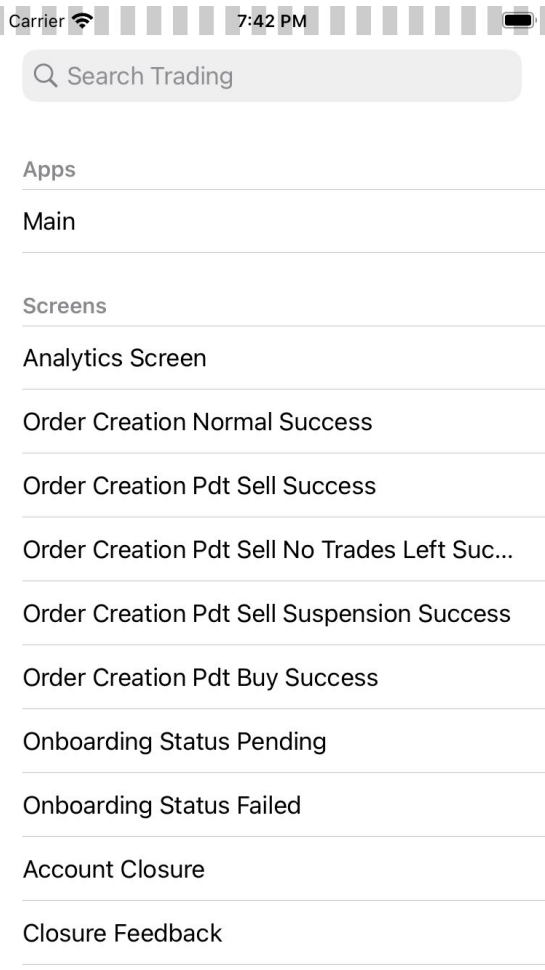 Carrier 7:42 PM
Search Trading
Apps
Main
Screens
Analytics Screen
Order Creation Normal Success
Order Creation Pdt Sell Success
Order Creation Pdt Sell No Trades Left Suc...
Order Creation Pdt Sell Suspension Success
Order Creation Pdt Buy Success
Onboarding Status Pending
Onboarding Status Failed
Account Closure
Closure Feedback